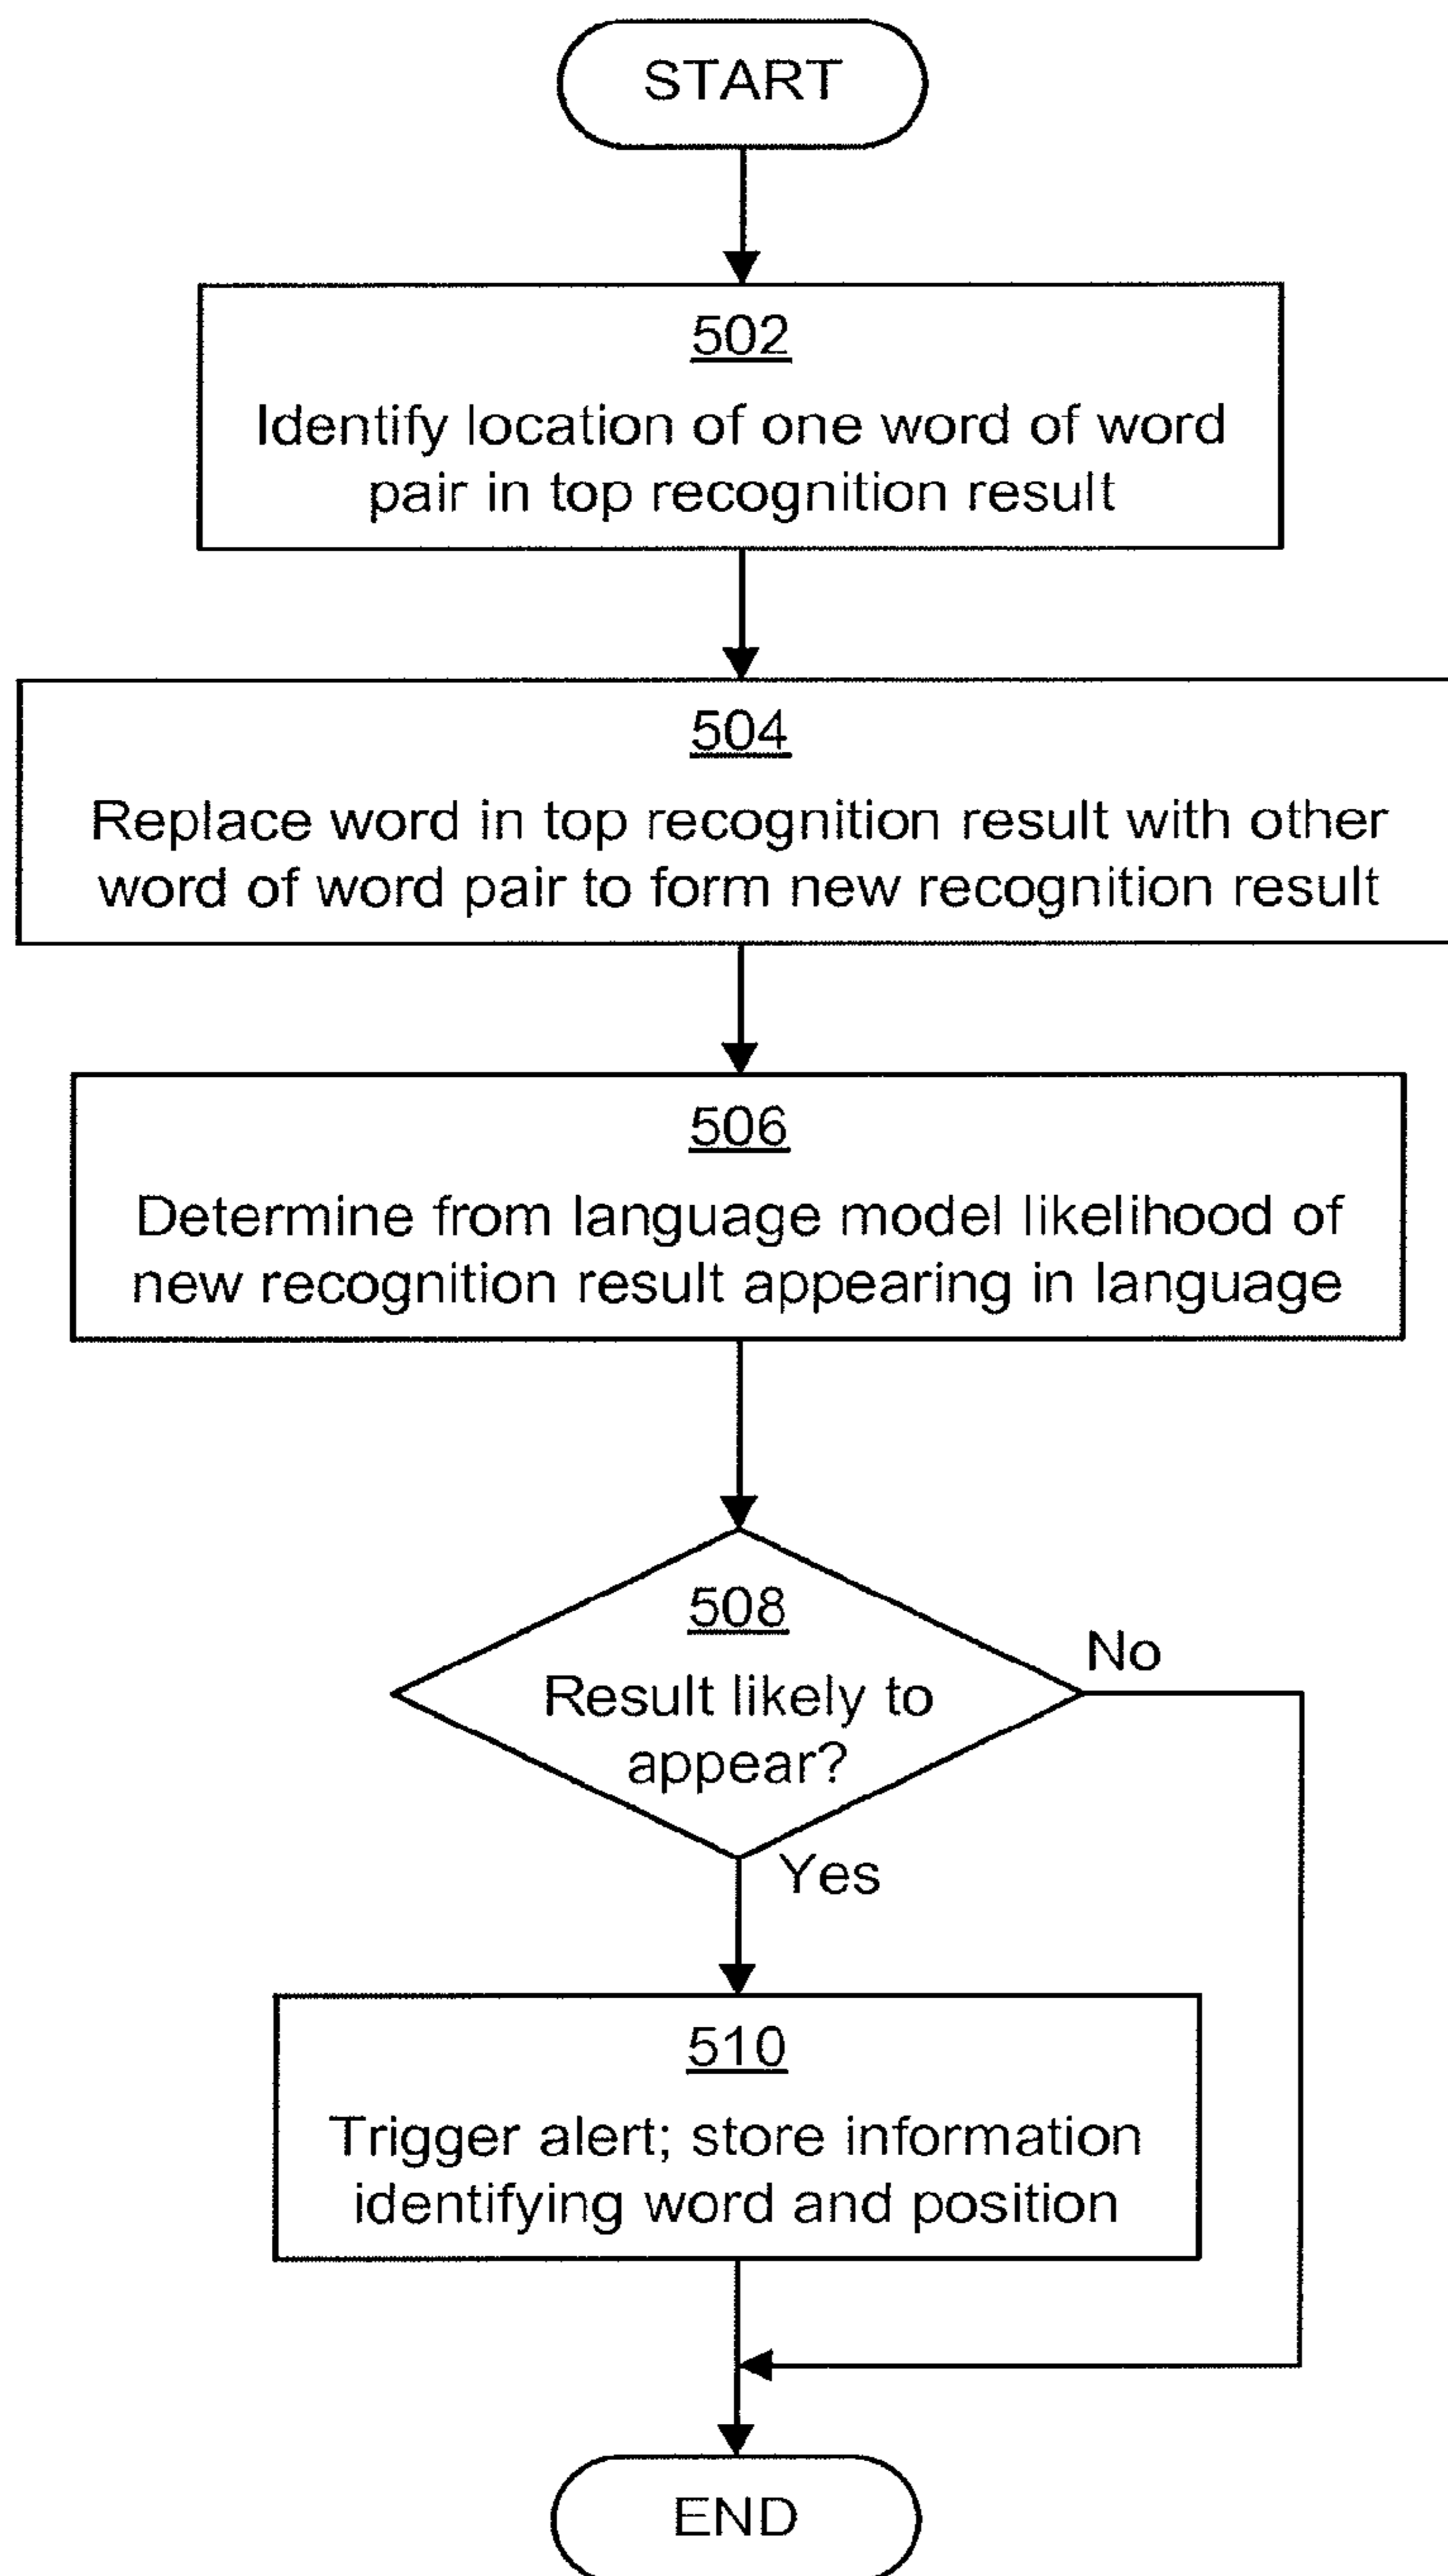 START
502
Identify location of one word of word
pair in top recognition result
504
Replace word in top recognition result with other
word of word pair to form new recognition result
506
Determine from language model likelihood of
new recognition result appearing in language
508
Result likely to
appear?
No
Yes
510
Trigger alert; store information
identifying word and position
END